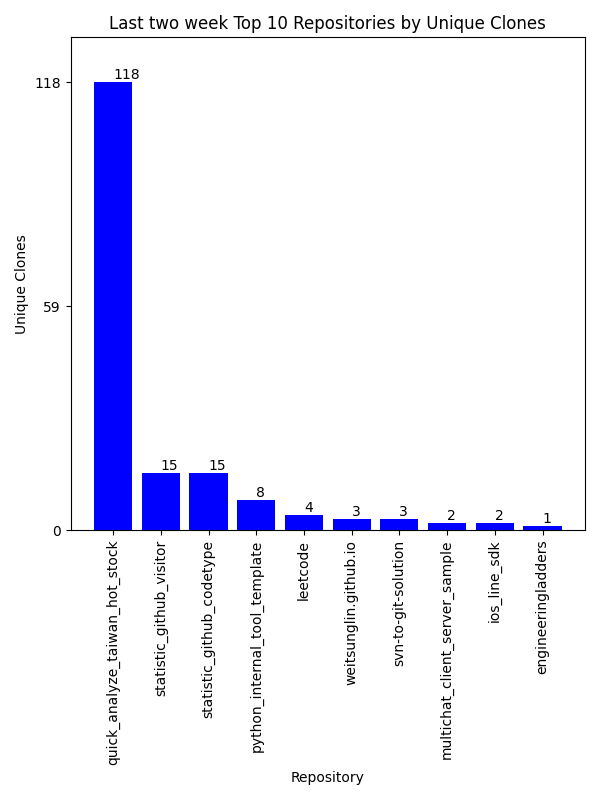 Last two week Top 10 Repositories by Unique Clones
Unique Clones
118
59
0
118
15
15
8
4
3
3
2
2
1
quick_analyze_taiwan_hot_stock
statistic_github_visitor
statistic_github_codetype
python_internal_tool_template
leetcode
weitsunglin.github.io
svn-to-git-solution
multichat_client_server_sample
ios_line_sdk
engineeringladders
Repository